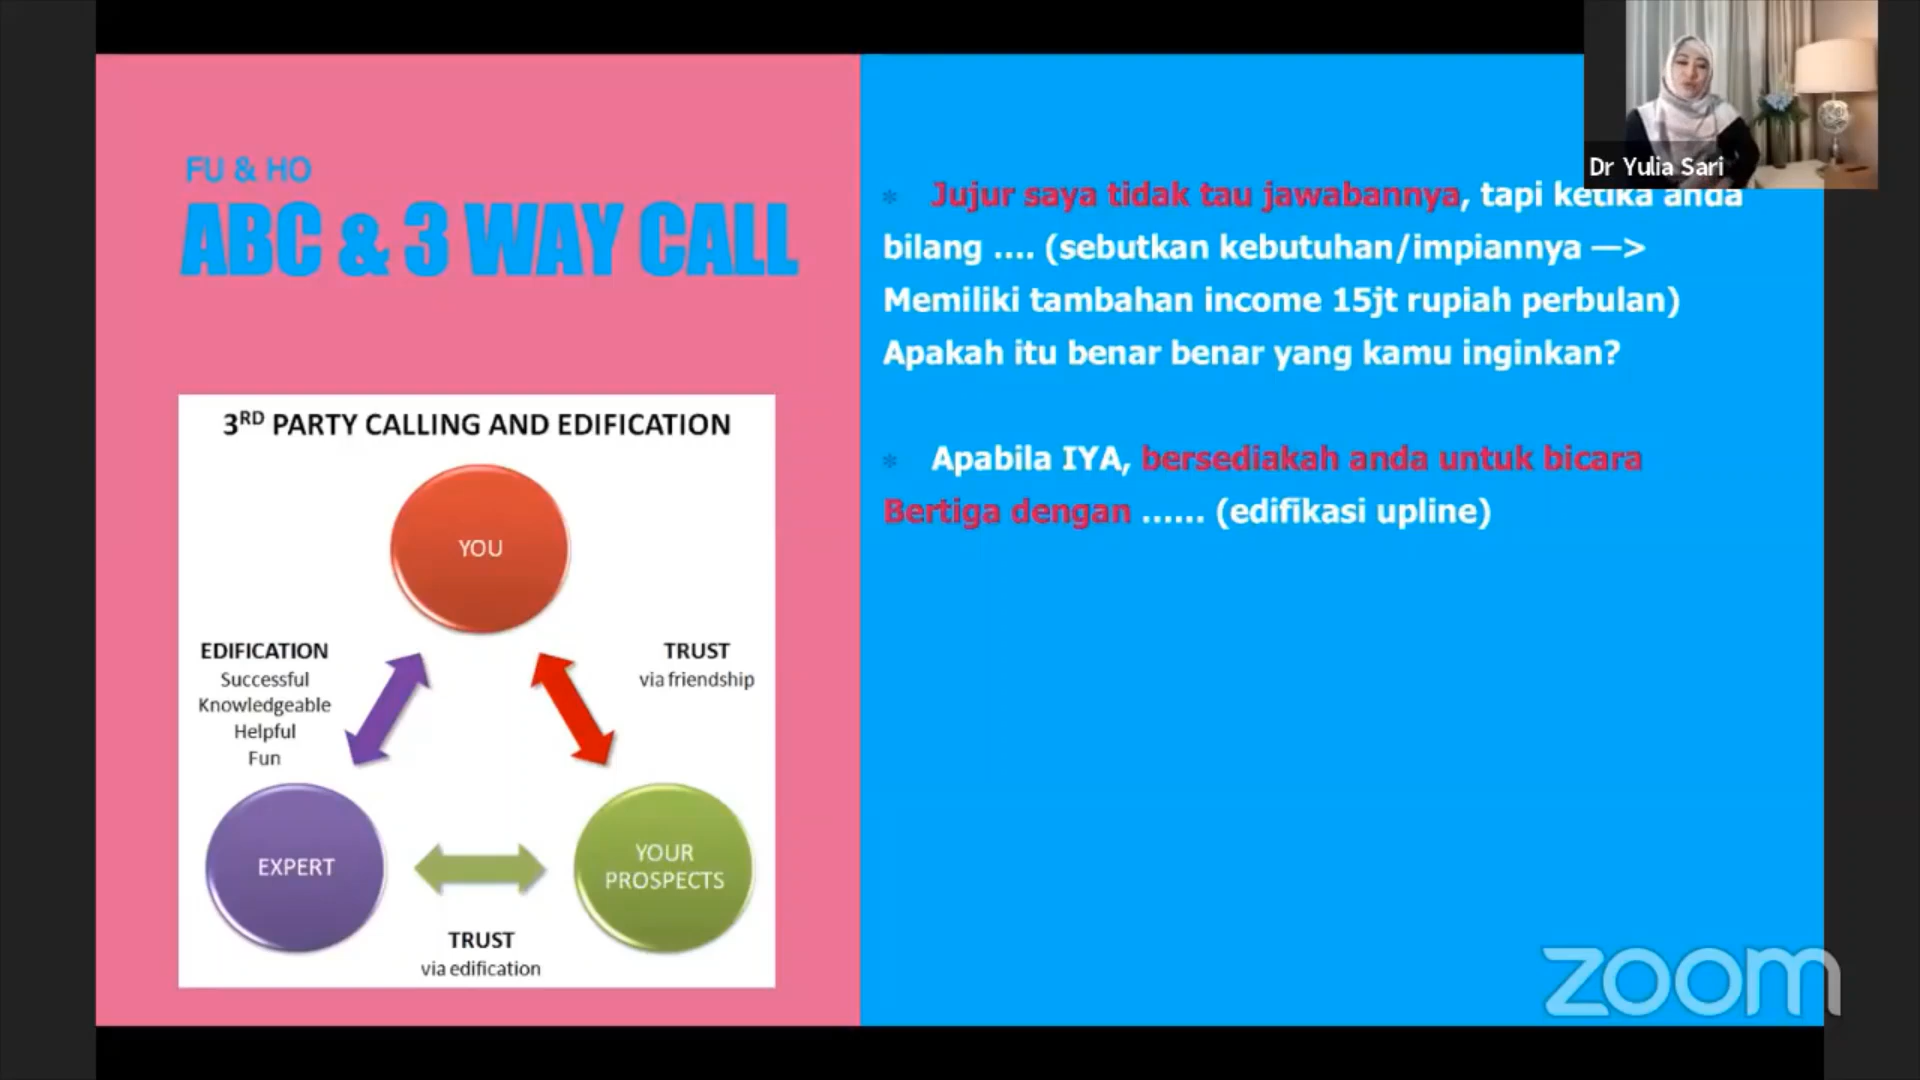 Dr Yulia Sari
FU & HO
ABC & 3 WAY CALL
3RD PARTY CALLING AND EDIFICATION
YOU
EDIFICATION
Successful
Knowledgeable
Helpful
Fun
TRUST
via friendship
EXPERT
YOUR
PROSPECTS
TRUST
via edification
* Jujur saya tidak tau jawabannya, tapi ketika anda
bilang .... (sebutkan kebutuhan/impiannya —>
Memiliki tambahan income 15jt rupiah perbulan)
Apakah itu benar benar yang kamu inginkan?
* Apabila IYA, bersediakah anda untuk bicara
Bertiga dengan ...... (edifikasi upline)
zoom